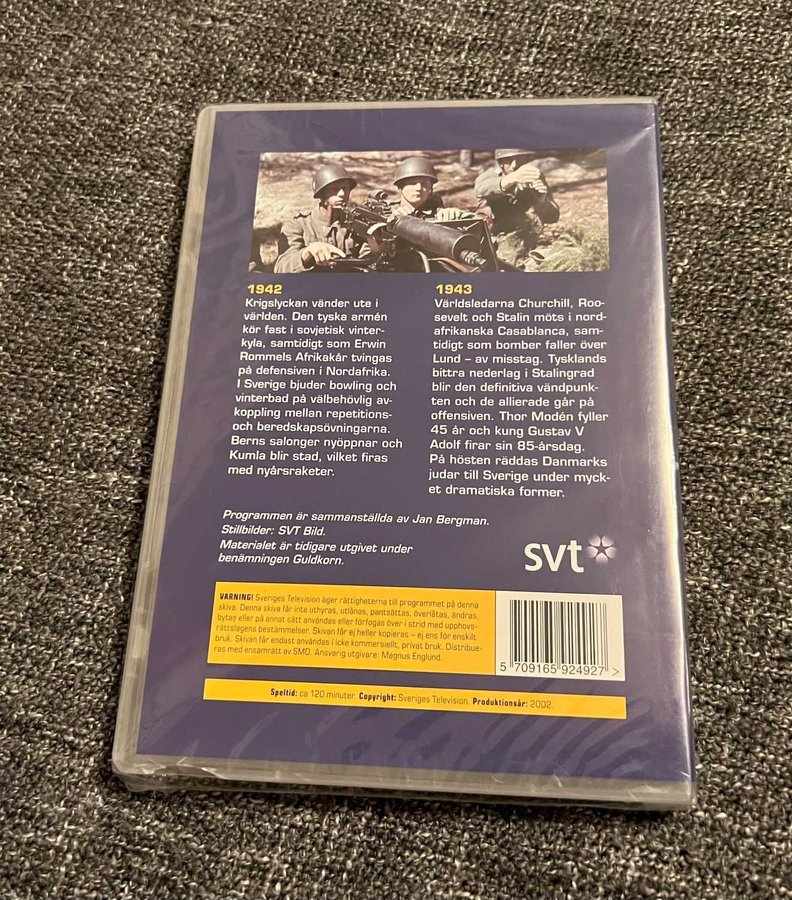 1942
Krigslyckan vänder ute i
världen. Den tyska armén
kör fast i sovjetisk vinter-
kyla, samtidigt som Erwin
Rommels Afrikakår tvingas
på defensiven i Nordafrika.
I Sverige bjuder bowling och
vinterbad på välbehövlig av-
koppling mellan repetitions-
och beredskapsövningarna.
Berns salonger nyöppnar och
Kumla blir stad, vilket firas
med nyårsraketer.
1943
Världsledarna Churchill, Roo-
sevelt och Stalin möts i nord-
afrikanska Casablanca, sam-
tidigt som bomber faller över
Lund – av misstag. Tysklands
bittra nederlag i Stalingrad
blir den definitiva vändpunk-
ten och de allierade går på
offensiven. Thor Modén fyller
45 år och kung Gustav V
Adolf firar sin 85-årsdag.
På hösten räddas Danmarks
judar till Sverige under myck-
et dramatiska former.
Programmen är sammanställda av Jan Bergman.
Stillbilder: SVT Bild.
Materialet är tidigare utgivet under
benämningen Guldkorn.
svt
VARNING! Sveriges Television äger rättigheterna till programmet på denna
skiva. Denna skiva får inte uthyras, utlånas, pantsättas, överlåtas, ändras,
bytas eller på annat sätt användas eller förfogas över i strid med upphovs-
rättslagens bestämmelser. Skivan får ej heller kopieras – ej ens för enskilt
bruk. Skivan får endast användas i icke kommersiellt, privat bruk. Distribue-
ras med ensamrätt av SMD. Ansvarig utgivare: Magnus Englund.
5 709165 924927 >
Speltid: ca 120 minuter. Copyright: Sveriges Television. Produktionsår: 2002.